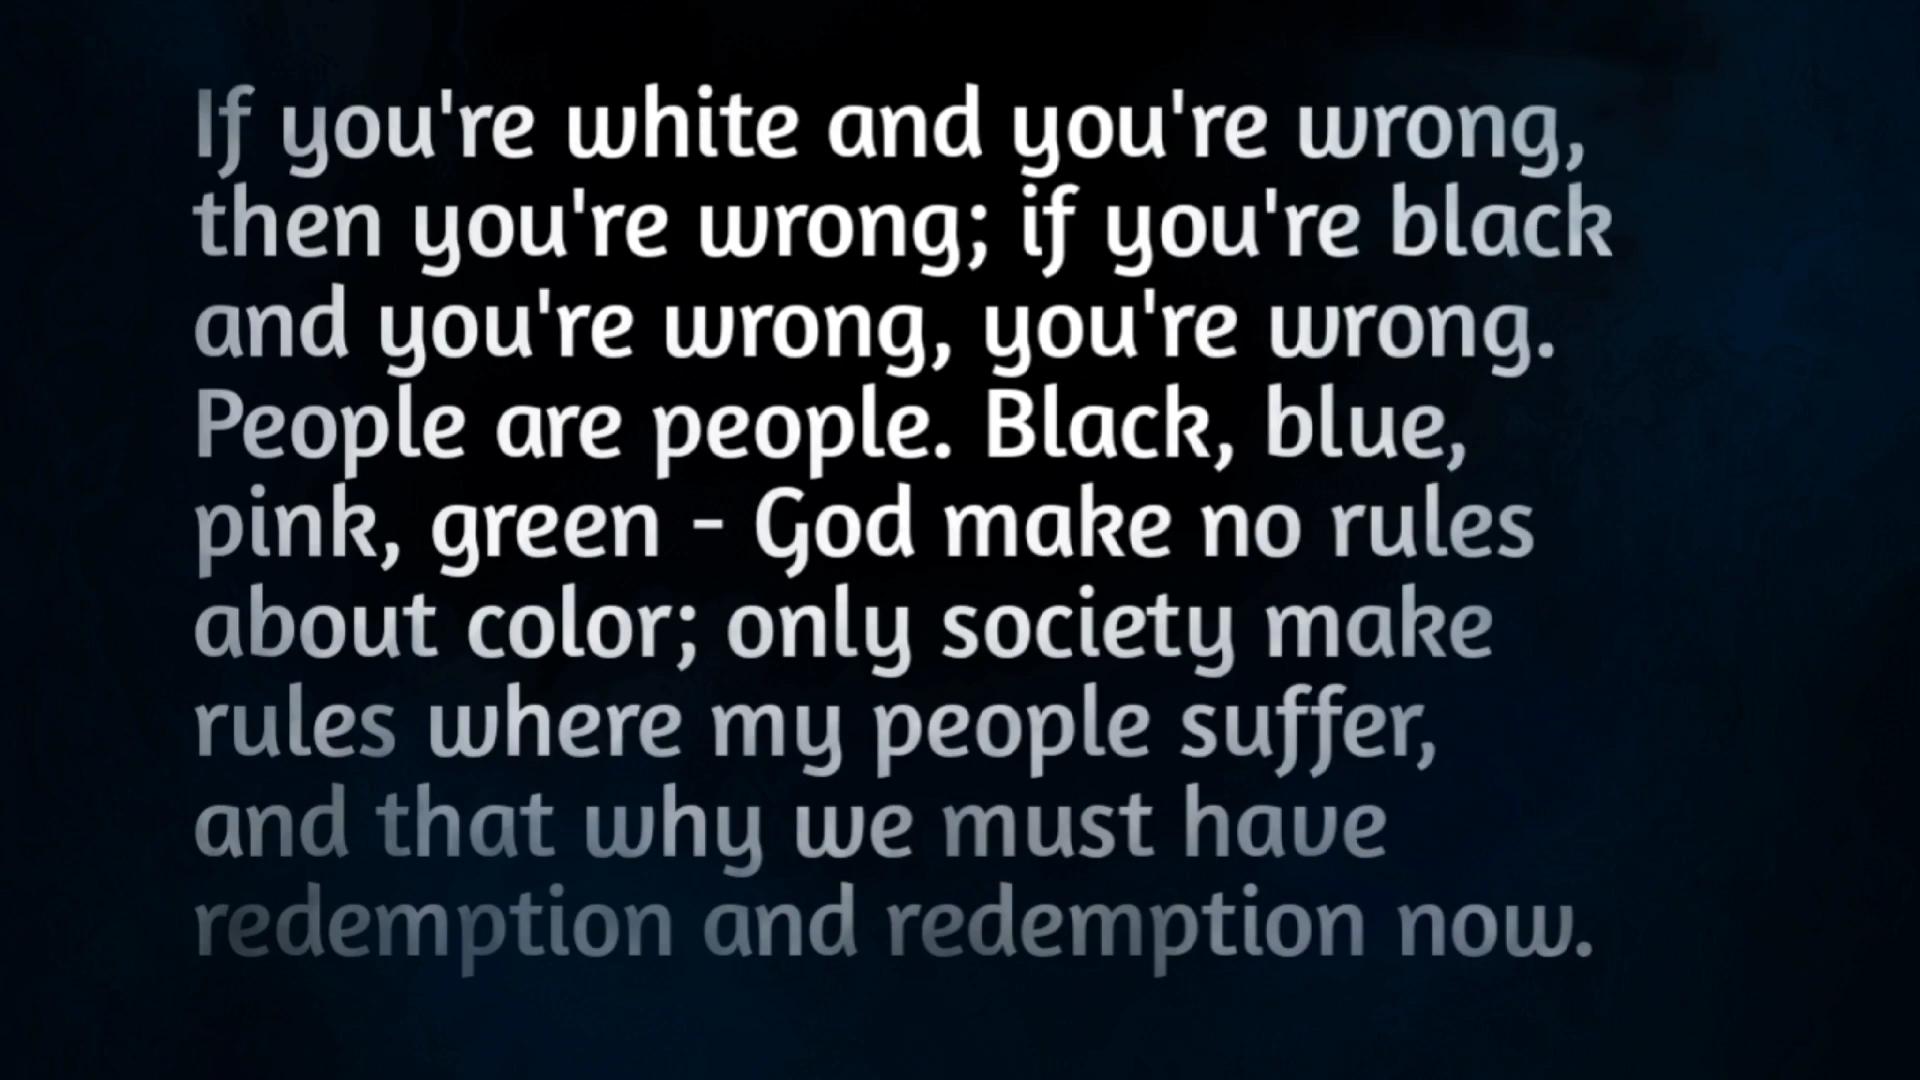 If you're white and you're wrong,
then you're wrong; if you're black
and you're wrong, you're wrong.
People are people. Black, blue,
pink, green - God make no rules
about color; only society make
rules where my people suffer,
and that why we must have
redemption and redemption now.